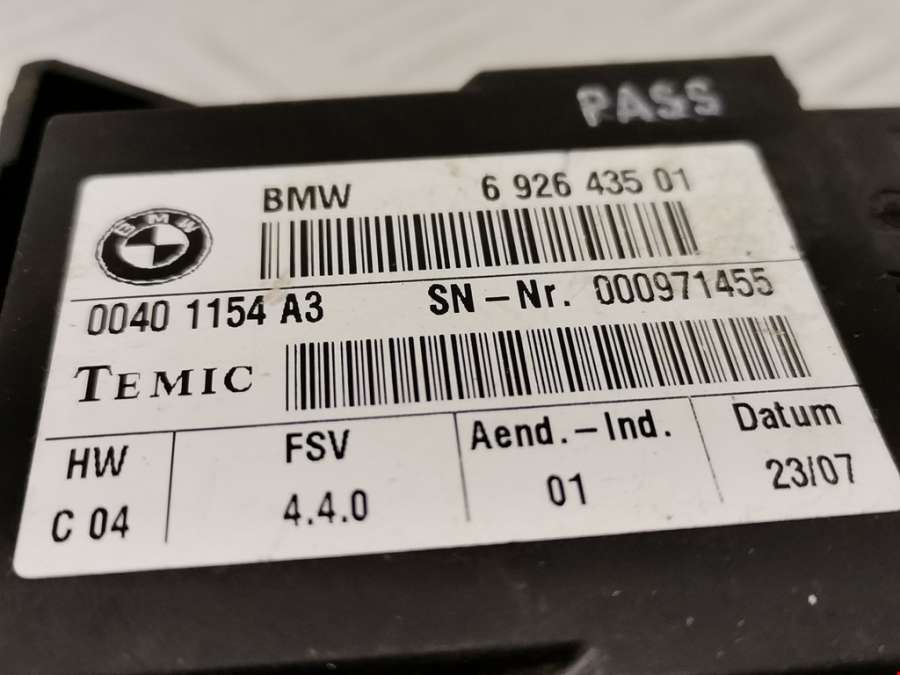 PASS
BMW 6 926 435 01
BMW
0040 1154 A3 SN-Nr. 000971455
TEMIC
HW FSV Aend.-Ind. Datum
C 04 4.4.0 01 23/07